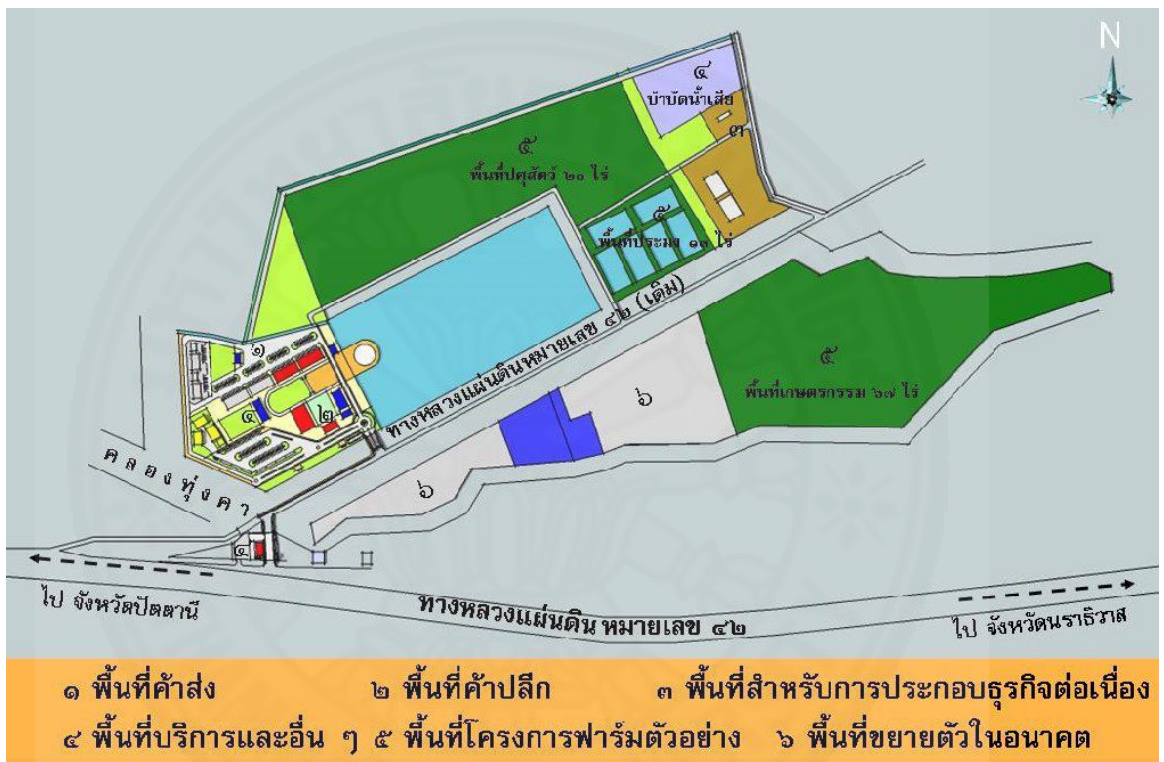 N
๔
บำบัดน้ำเสีย
๓
๕
พื้นที่ปศุสัตว์ ๒๐ ไร่
๕
พื้นที่ประมง ๑๓ ไร่
ทางหลวงแผ่นดินหมายเลข ๔๒ (เดิม)
๑
๔
๒
๕
พื้นที่เกษตรกรรม ๖๗ ไร่
๖
๖
คลองทุ่งคา
๔
ไป จังหวัดปัตตานี
ทางหลวงแผ่นดิน หมายเลข ๔๒
ไป จังหวัดนราธิวาส
๑ พื้นที่ค้าส่ง ๒ พื้นที่ค้าปลีก ๓ พื้นที่สำหรับการประกอบธุรกิจต่อเนื่อง
๔ พื้นที่บริการและอื่น ๆ ๕ พื้นที่โครงการฟาร์มตัวอย่าง ๖ พื้นที่ขยายตัวในอนาคต